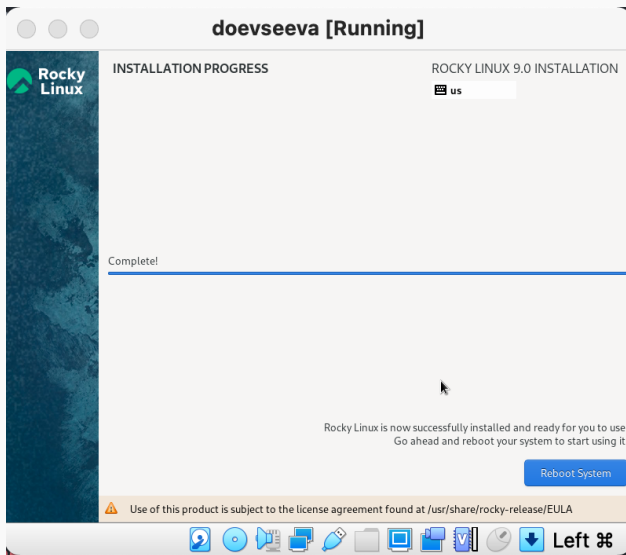 doevseeva [Running]
Rocky
Linux
INSTALLATION PROGRESS
ROCKY LINUX 9.0 INSTALLATION
us
Complete!
Rocky Linux is now successfully installed and ready for you to use
Go ahead and reboot your system to start using it
Reboot System
Use of this product is subject to the license agreement found at /usr/share/rocky-release/EULA
Left ⌘